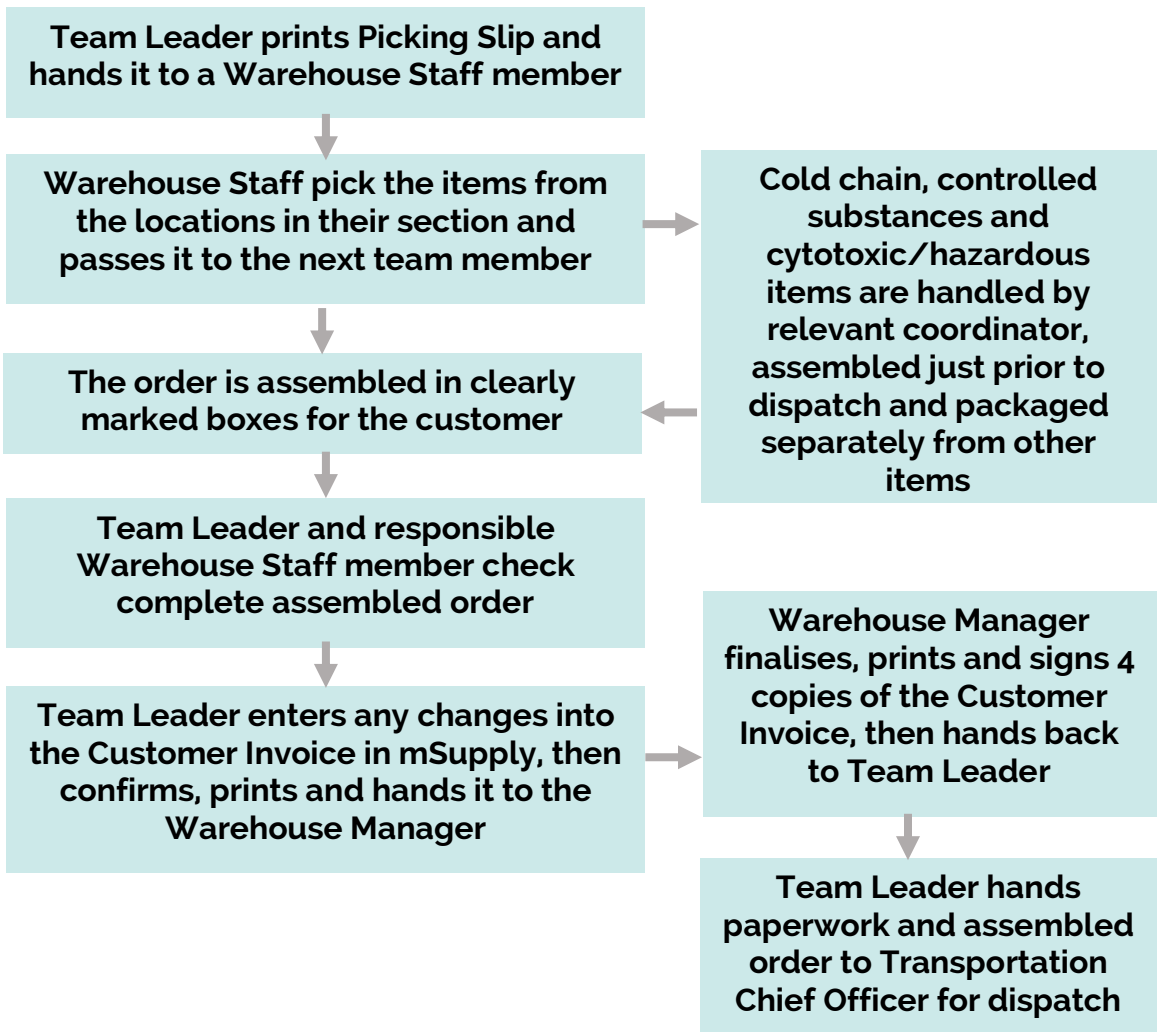 Team Leader prints Picking Slip and
hands it to a Warehouse Staff member
Warehouse Staff pick the items from
the locations in their section and
passes it to the next team member
Cold chain, controlled
substances and
cytotoxic/hazardous
items are handled by
relevant coordinator,
assembled just prior to
dispatch and packaged
separately from other
items
The order is assembled in clearly
marked boxes for the customer
Team Leader and responsible
Warehouse Staff member check
complete assembled order
Team Leader enters any changes into
the Customer Invoice in mSupply, then
confirms, prints and hands it to the
Warehouse Manager
Warehouse Manager
finalises, prints and signs 4
copies of the Customer
Invoice, then hands back
to Team Leader
Team Leader hands
paperwork and assembled
order to Transportation
Chief Officer for dispatch